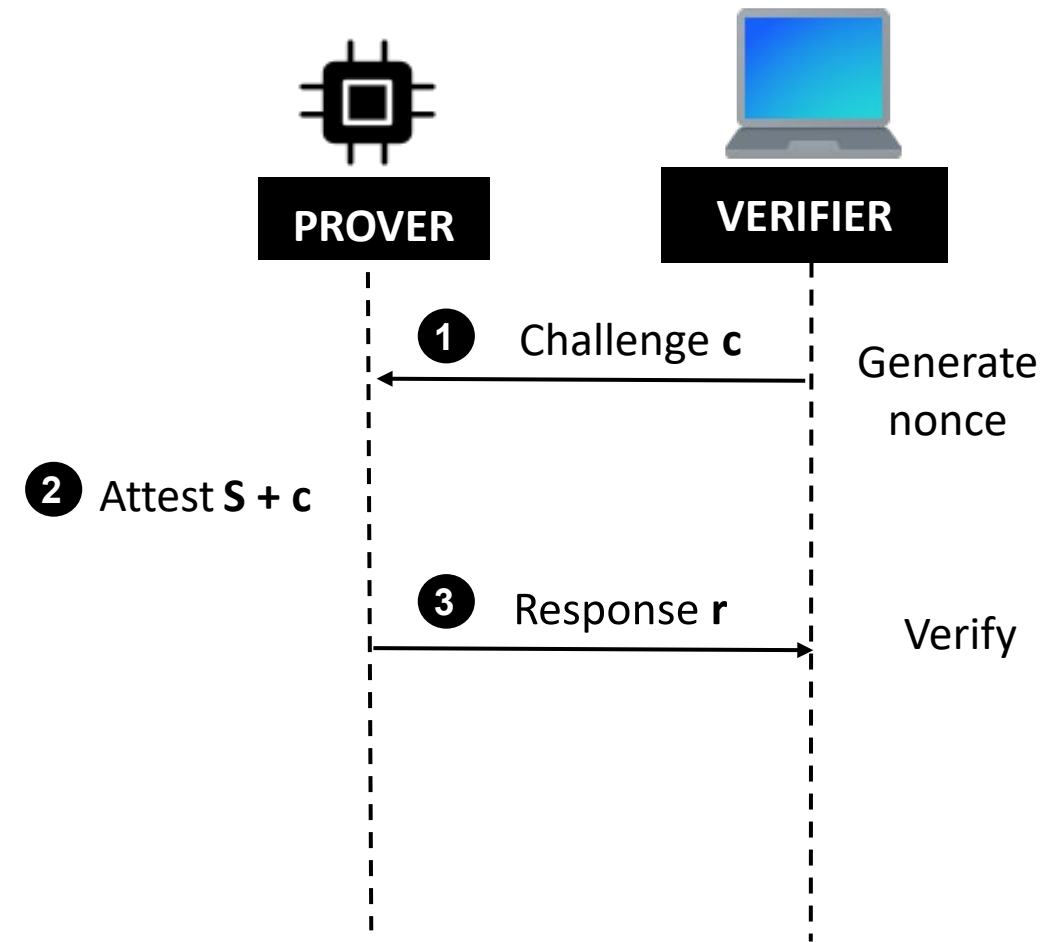 PROVER
VERIFIER
1 Challenge c
Generate
nonce
2 Attest S + c
3 Response r
Verify